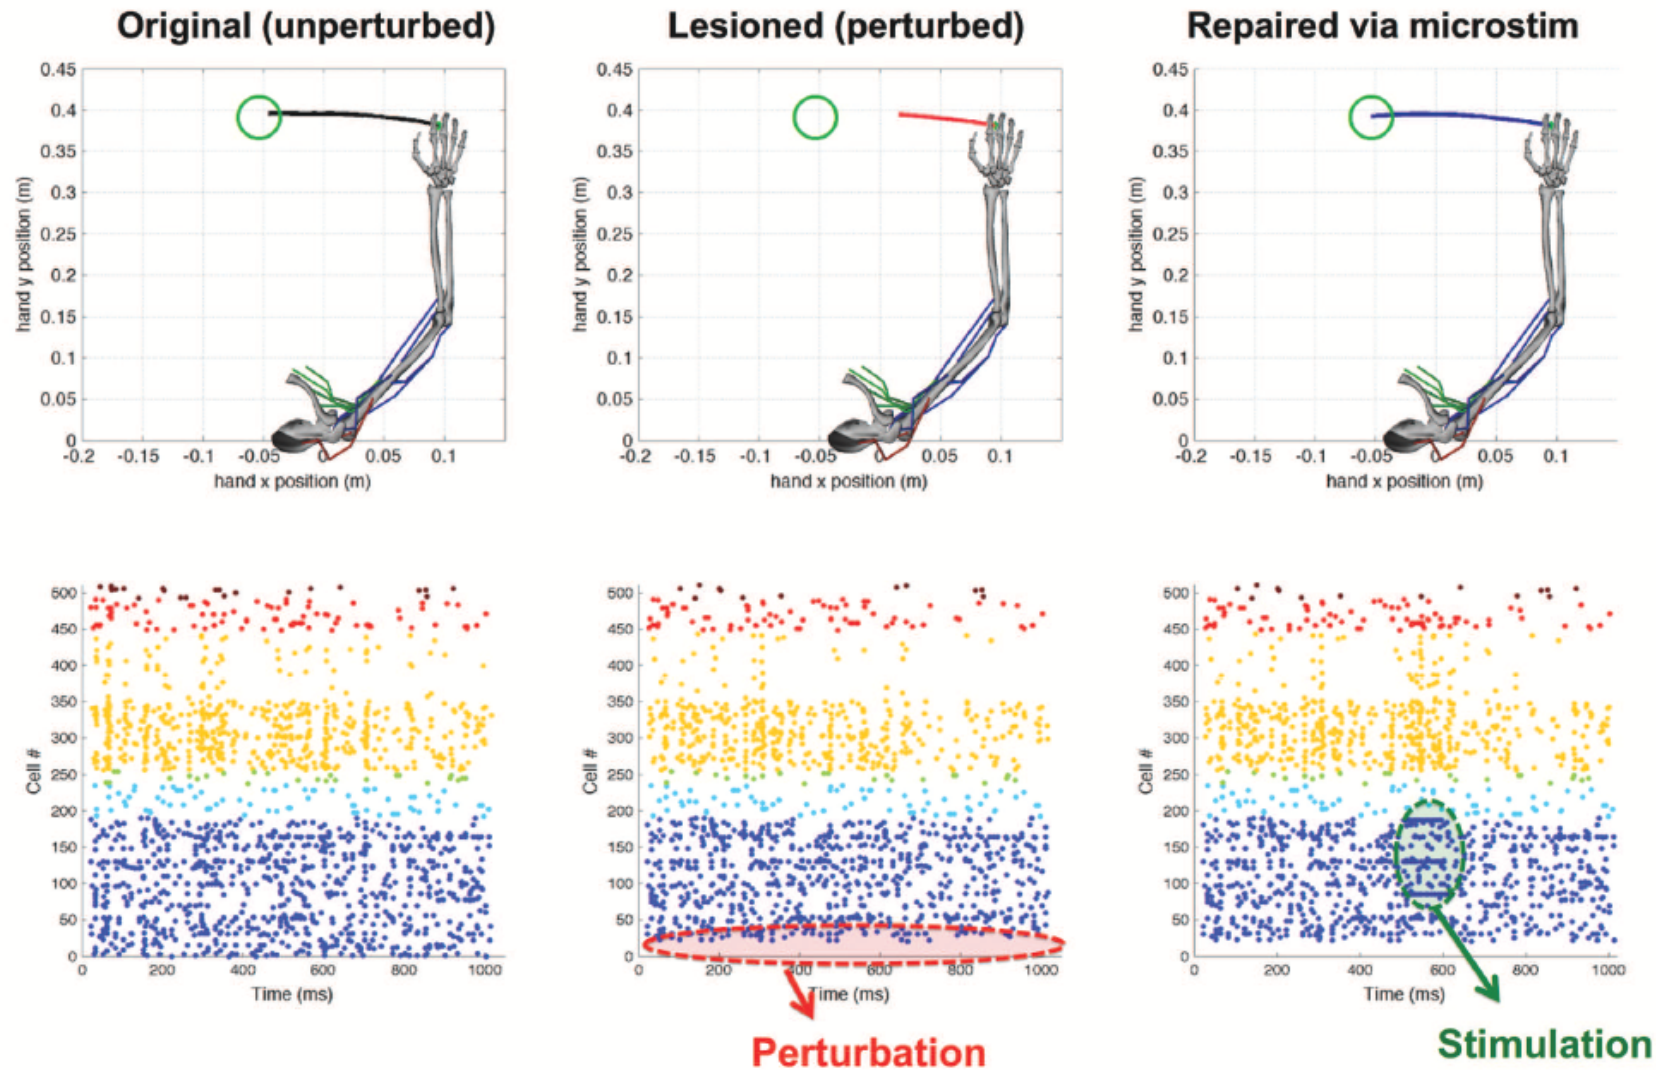 Original (unperturbed)
Lesioned (perturbed)
Repaired via microstim
0.45
0.4
0.35
0.3
0.25
0.2
0.15
0.1
0.05
0
hand y position (m)
-0.2 -0.15 -0.1 -0.05 0 0.05 0.1
hand x position (m)
0.45
0.4
0.35
0.3
0.25
0.2
0.15
0.1
0.05
0
hand y position (m)
-0.2 -0.15 -0.1 -0.05 0 0.05 0.1
hand x position (m)
0.45
0.4
0.35
0.3
0.25
0.2
0.15
0.1
0.05
0
hand y position (m)
-0.2 -0.15 -0.1 -0.05 0 0.05 0.1
hand x position (m)
500
450
400
350
300
250
200
150
100
50
0
Cell #
0 200 400 600 800 1000
Time (ms)
500
450
400
350
300
250
200
150
100
50
0
Cell #
0 200 400 600 800 1000
Time (ms)
Perturbation
500
450
400
350
300
250
200
150
100
50
0
Cell #
0 200 400 600 800 1000
Time (ms)
Stimulation